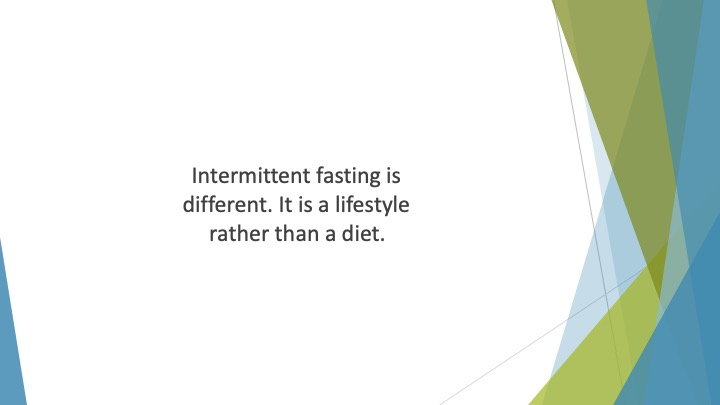 Intermittent fasting is
different. It is a lifestyle
rather than a diet.